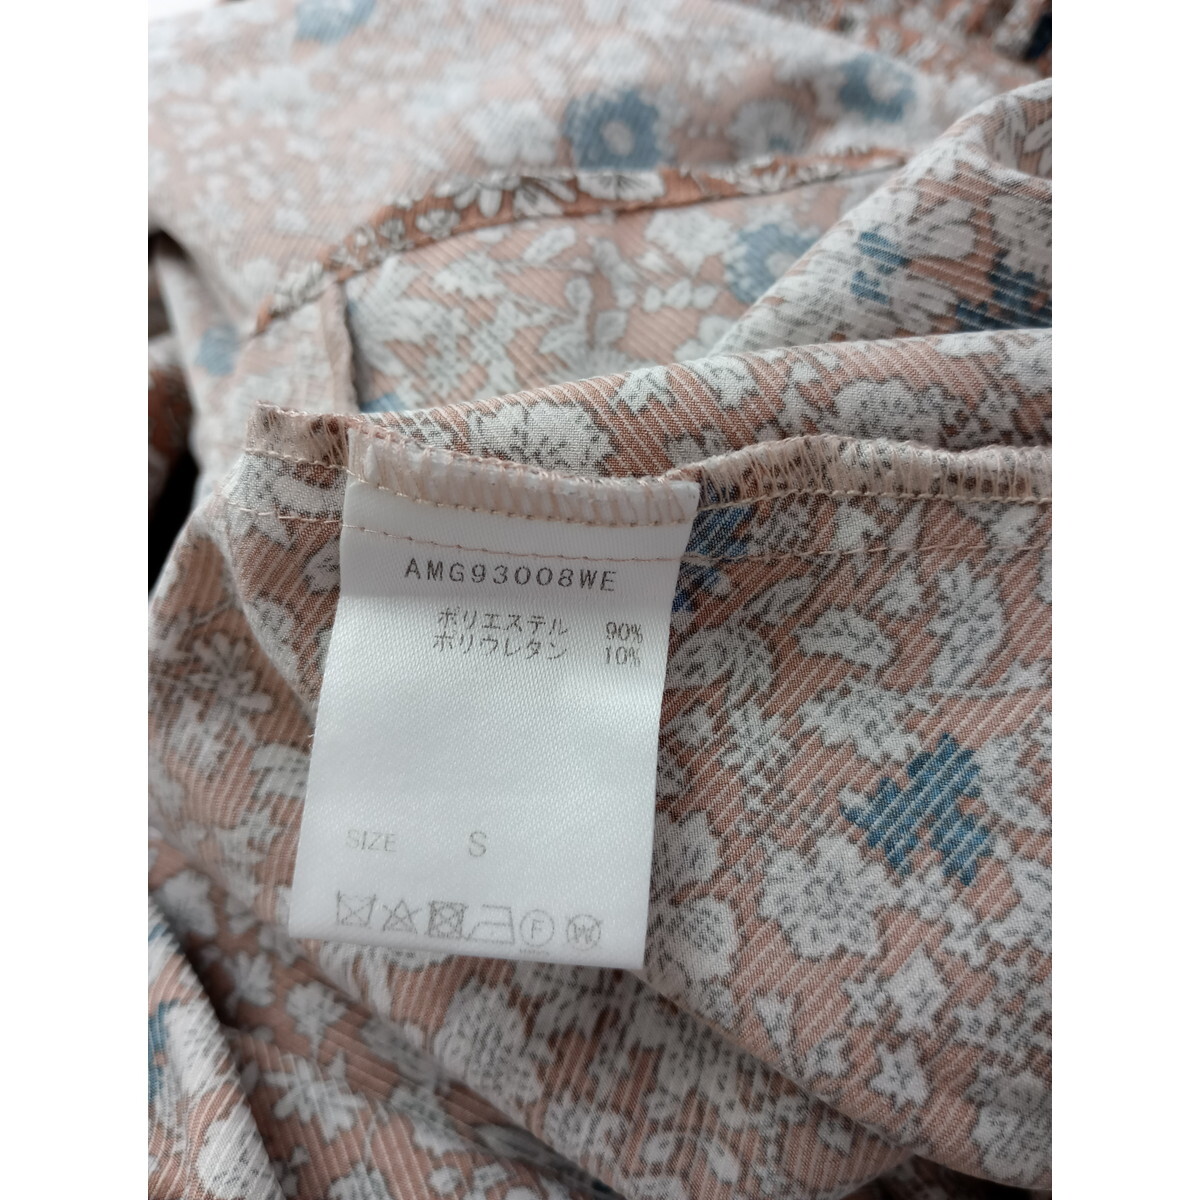 AMG93008WE
ポリエステル 90%
ポリウレタン 10%
SIZE S
F W